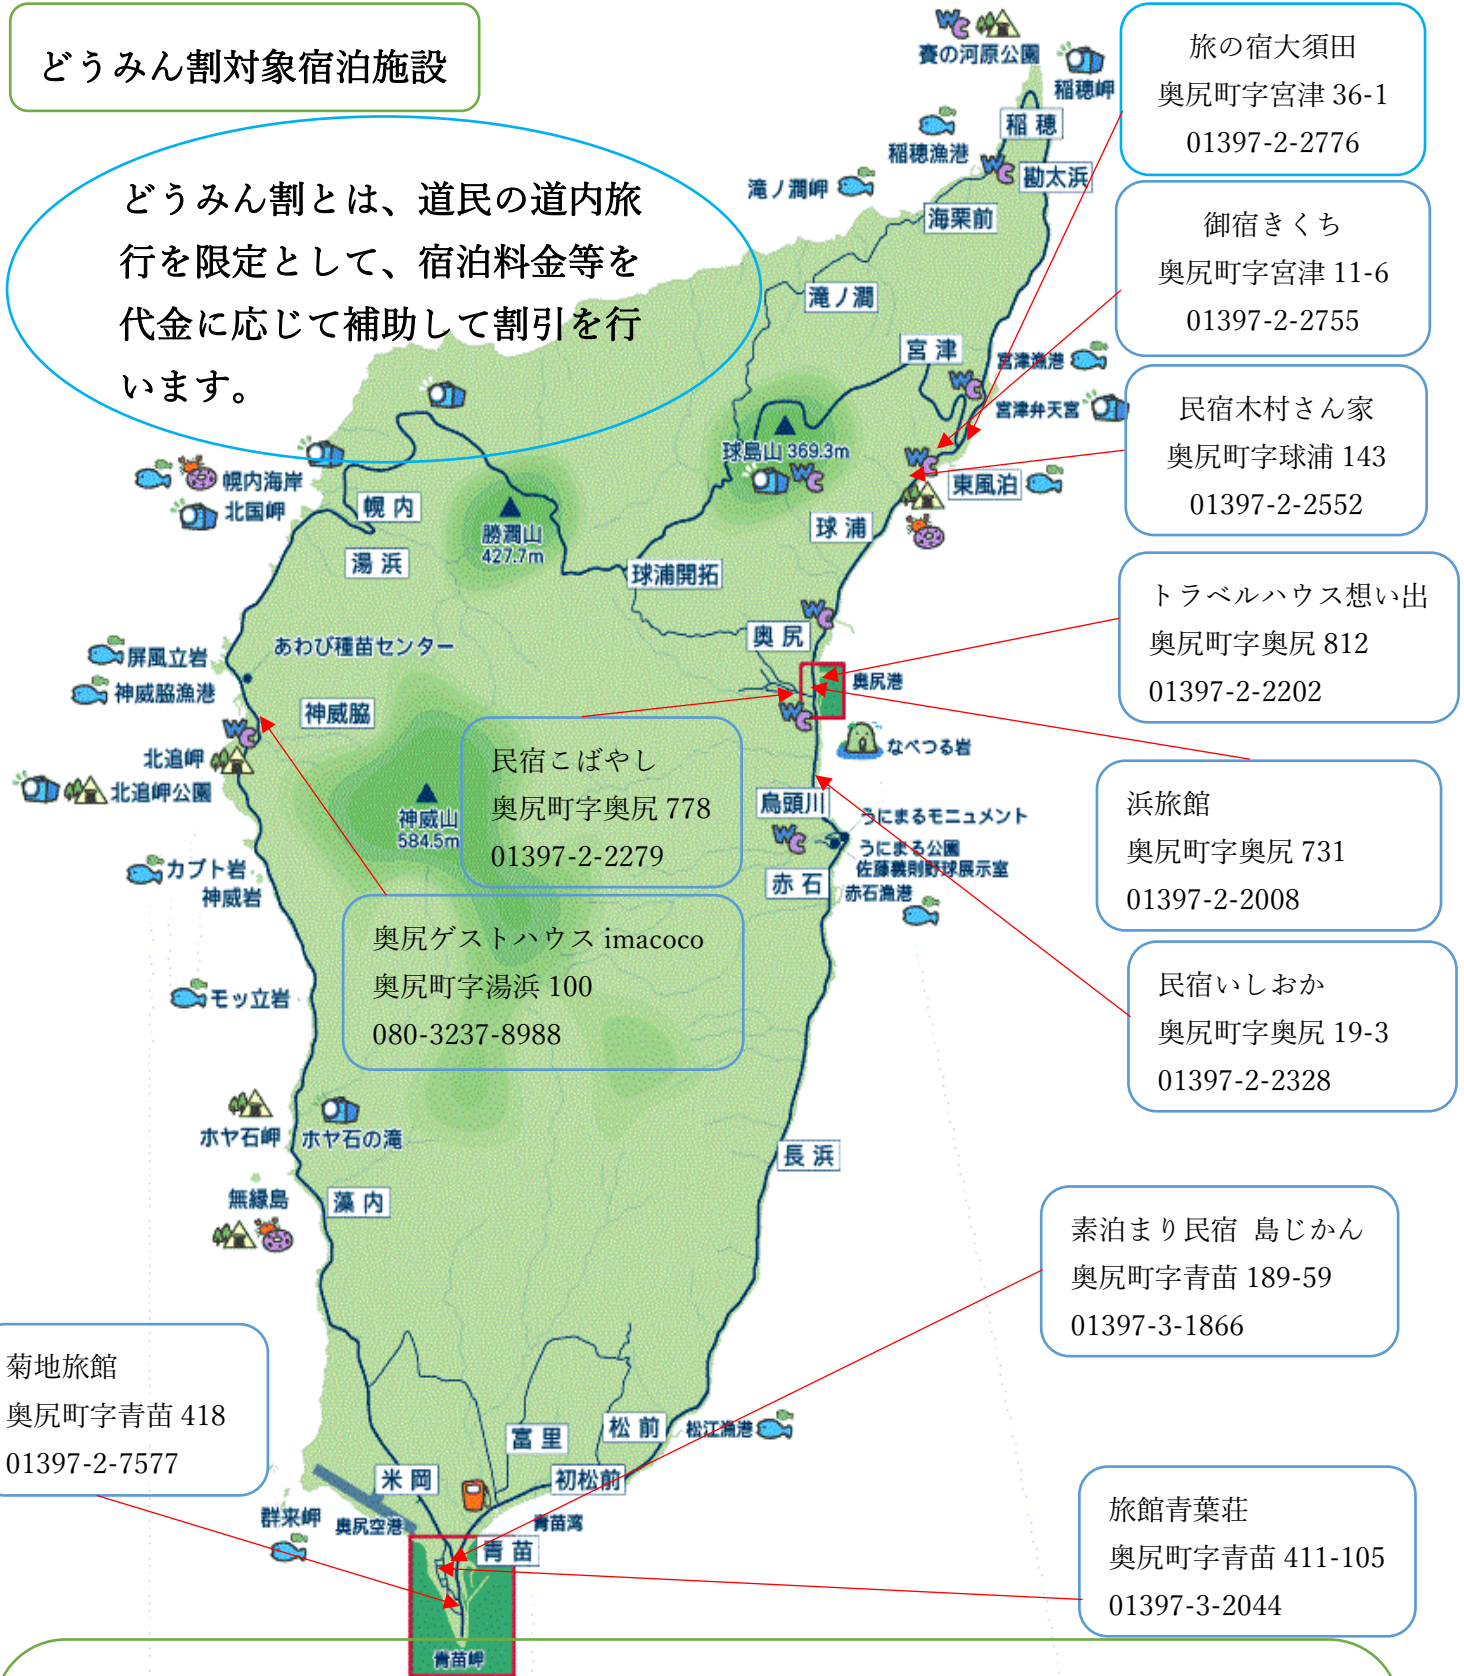 どうみん割対象宿泊施設
どうみん割とは、道民の道内旅
行を限定として、宿泊料金等を
代金に応じて補助して割引を行
います。
賽の河原公園
稲穂岬
稲穂
稲穂漁港
勘太浜
滝ノ澗岬
海栗前
滝ノ澗
宮津
宮津漁港
宮津弁天宮
球島山 369.3m
東風泊
球浦
幌内海岸
北国岬
幌内
湯浜
勝澗山
427.7m
球浦開拓
奥尻
奥尻港
あわび種苗センター
屏風立岩
神威脇漁港
神威脇
北追岬
北追岬公園
神威山
584.5m
なべつる岩
烏頭川
うにまるモニュメント
うにまる公園
佐藤義則野球展示室
赤石
赤石漁港
カブト岩
神威岩
モッ立岩
ホヤ石岬
ホヤ石の滝
無縁島
藻内
長浜
松前
松江漁港
富里
初松前
米岡
群来岬
奥尻空港
青苗湾
青苗
青苗岬
旅の宿大須田
奥尻町字宮津 36-1
01397-2-2776
御宿きくち
奥尻町字宮津 11-6
01397-2-2755
民宿木村さん家
奥尻町字球浦 143
01397-2-2552
トラベルハウス想い出
奥尻町字奥尻 812
01397-2-2202
民宿こばやし
奥尻町字奥尻 778
01397-2-2279
浜旅館
奥尻町字奥尻 731
01397-2-2008
奥尻ゲストハウス imacoco
奥尻町字湯浜 100
080-3237-8988
民宿いしおか
奥尻町字奥尻 19-3
01397-2-2328
素泊まり民宿 島じかん
奥尻町字青苗 189-59
01397-3-1866
菊地旅館
奥尻町字青苗 418
01397-2-7577
旅館青葉荘
奥尻町字青苗 411-105
01397-3-2044
WC
WC
WC
WC
WC
WC
WC
WC
WC